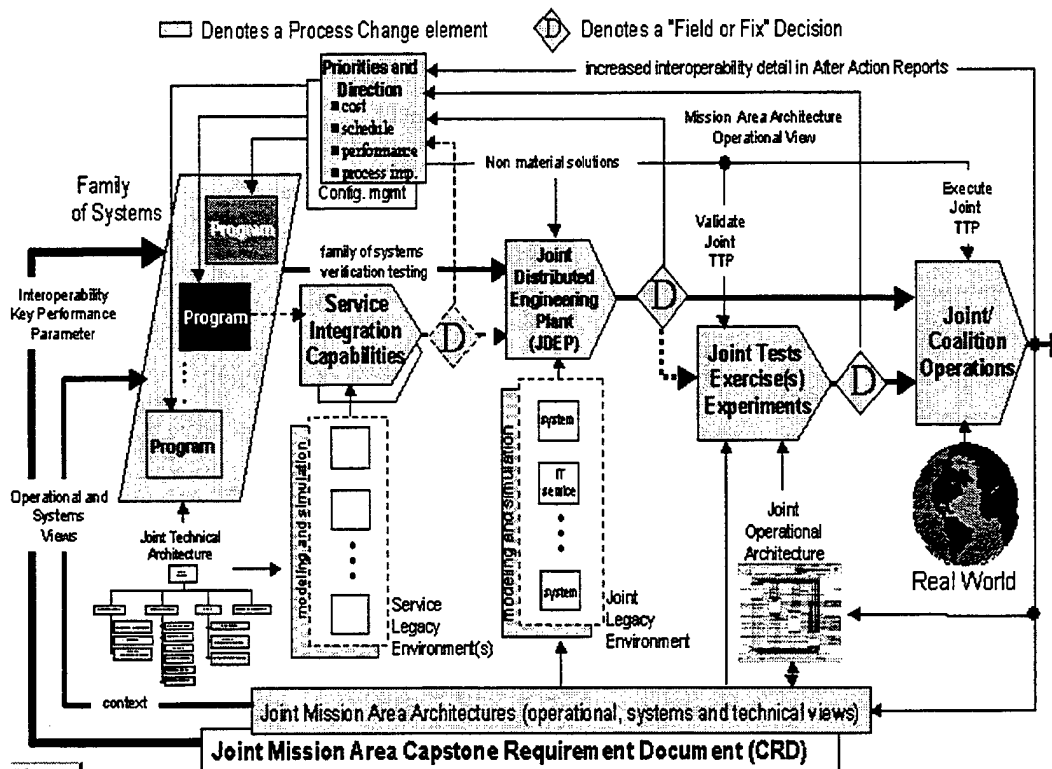 Denotes a Process Change element
D
Denotes a "Field or Fix" Decision
Priorities and
Direction
cost
schedule
performance
process imp.
Config. mgmt
increased interoperability detail in After Action Reports
Mission Area Architecture
Operational View
Non material solutions
Family
of Systems
Program
Program
Program
Interoperability
Key Performance
Parameter
family of systems
verification testing
Service
Integration
Capabilities
D
Joint
Distributed
Engineering
Plant
(JDEP)
D
Validate
Joint
TTP
Execute
Joint
TTP
Joint Tests
Exercise(s)
Experiments
D
Joint/
Coalition
Operations
Operational and
Systems
Views
Joint Technical
Architecture
modeling and simulation
Service
Legacy
Environment(s)
modeling and simulation
system
IT
service
system
Joint
Legacy
Environment
Joint
Operational
Architecture
Real World
context
Joint Mission Area Architectures (operational, systems and technical views)
Joint Mission Area Capstone Requirement Document (CRD)